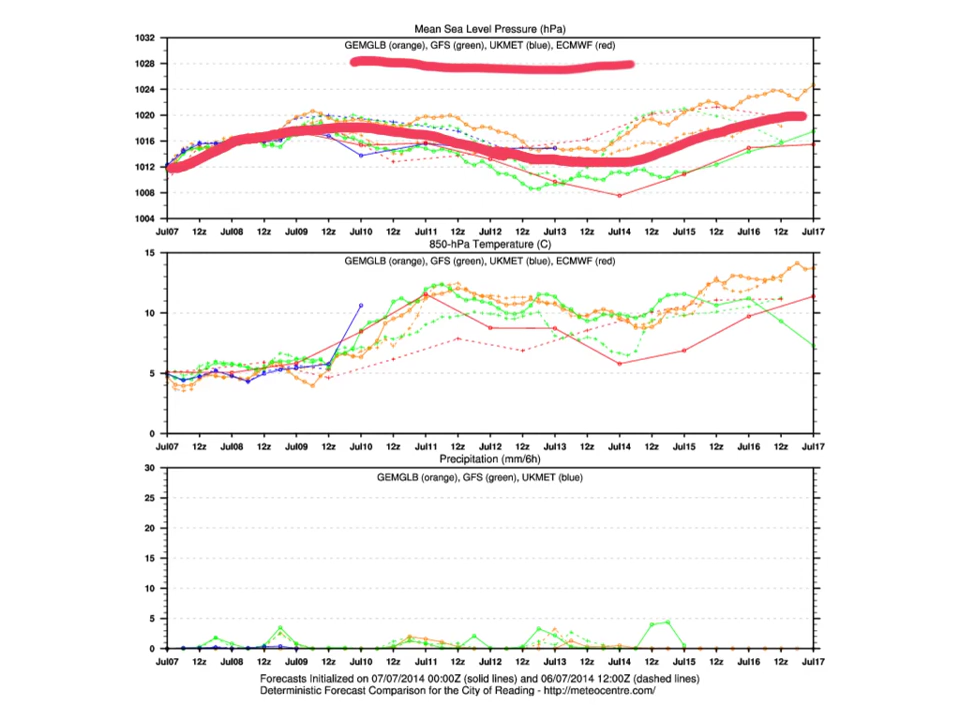 Mean Sea Level Pressure (hPa)
GEMGLB (orange), GFS (green), UKMET (blue), ECMWF (red)
1032
1028
1024
1020
1016
1012
1008
1004
Jul07 12z Jul08 12z Jul09 12z Jul10 12z Jul11 12z Jul12 12z Jul13 12z Jul14 12z Jul15 12z Jul16 12z Jul17
850-hPa Temperature (C)
GEMGLB (orange), GFS (green), UKMET (blue), ECMWF (red)
15
10
5
0
Jul07 12z Jul08 12z Jul09 12z Jul10 12z Jul11 12z Jul12 12z Jul13 12z Jul14 12z Jul15 12z Jul16 12z Jul17
Precipitation (mm/6h)
GEMGLB (orange), GFS (green), UKMET (blue)
30
25
20
15
10
5
0
Jul07 12z Jul08 12z Jul09 12z Jul10 12z Jul11 12z Jul12 12z Jul13 12z Jul14 12z Jul15 12z Jul16 12z Jul17
Forecasts Initialized on 07/07/2014 00:00Z (solid lines) and 06/07/2014 12:00Z (dashed lines)
Deterministic Forecast Comparison for the City of Reading - http://meteocentre.com/